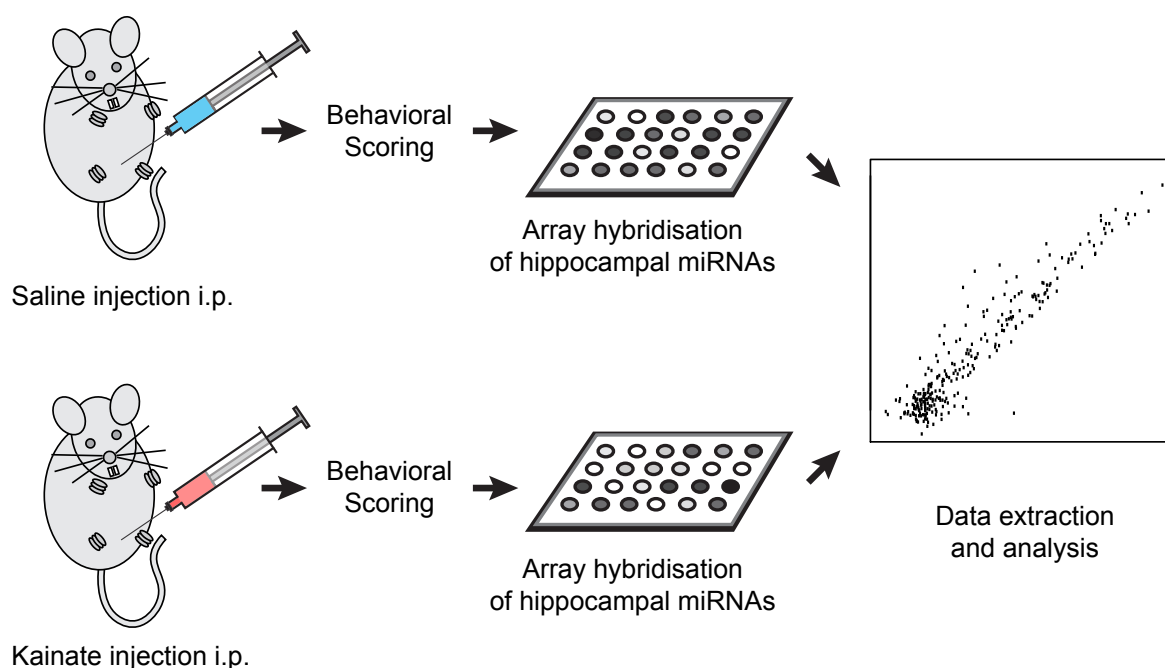 Saline injection i.p.
Behavioral
Scoring
Array hybridisation
of hippocampal miRNAs
Kainate injection i.p.
Behavioral
Scoring
Array hybridisation
of hippocampal miRNAs
Data extraction
and analysis